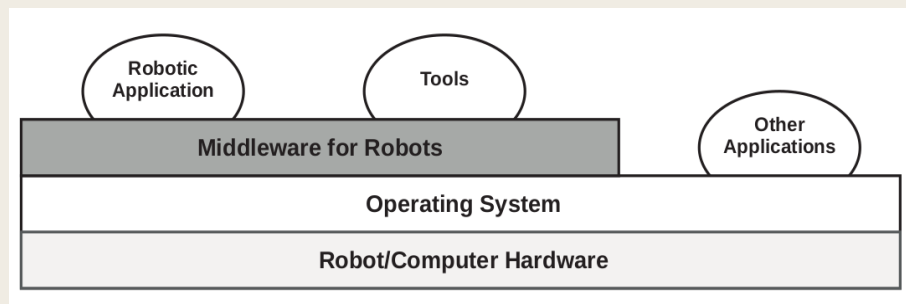 Robotic
Application
Tools
Other
Applications
Middleware for Robots
Operating System
Robot/Computer Hardware